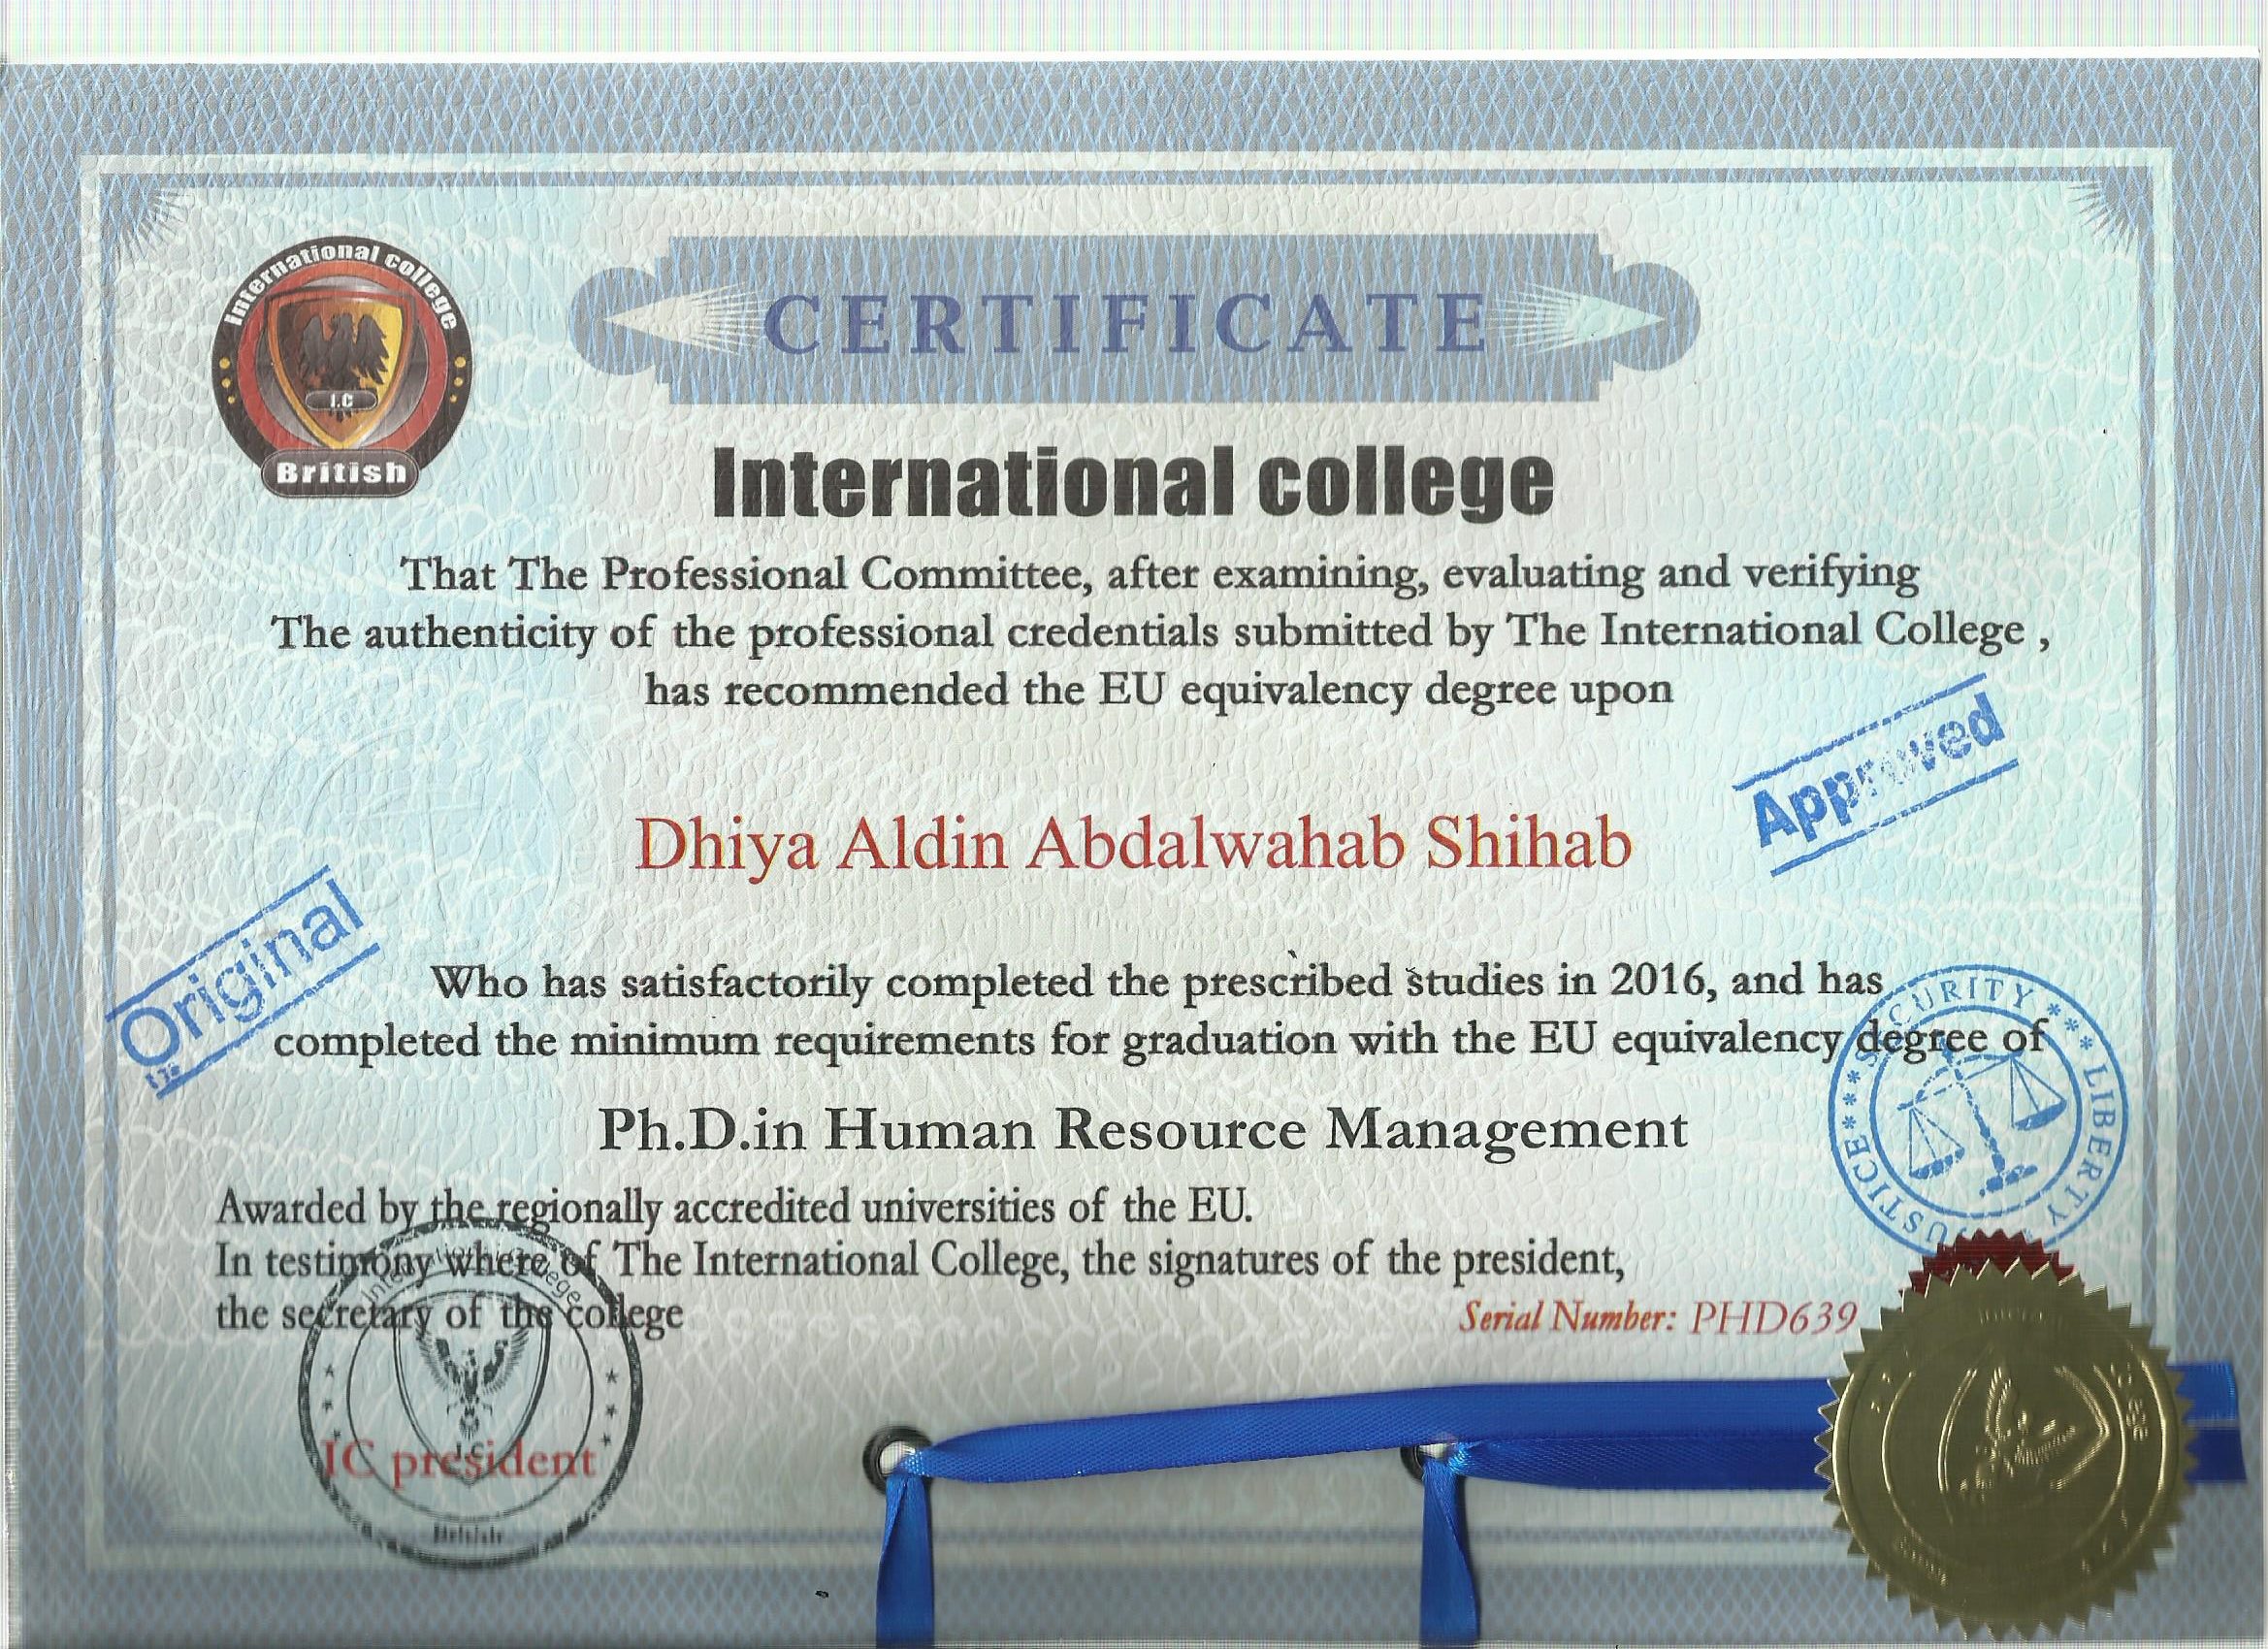 International college
I.C
British
CERTIFICATE
International college
That The Professional Committee, after examining, evaluating and verifying
The authenticity of the professional credentials submitted by The International College ,
has recommended the EU equivalency degree upon
Approved
Dhiya Aldin Abdalwahab Shihab
Original
Who has satisfactorily completed the prescribed studies in 2016, and has
completed the minimum requirements for graduation with the EU equivalency degree of
SECURITY *** LIBERTY JUSTICE ***
Ph.D.in Human Resource Management
Awarded by the regionally accredited universities of the EU.
In testimony where of The International College, the signatures of the president,
the secretary of the college
Serial Number: PHD639
International College
I.C
IC president
British